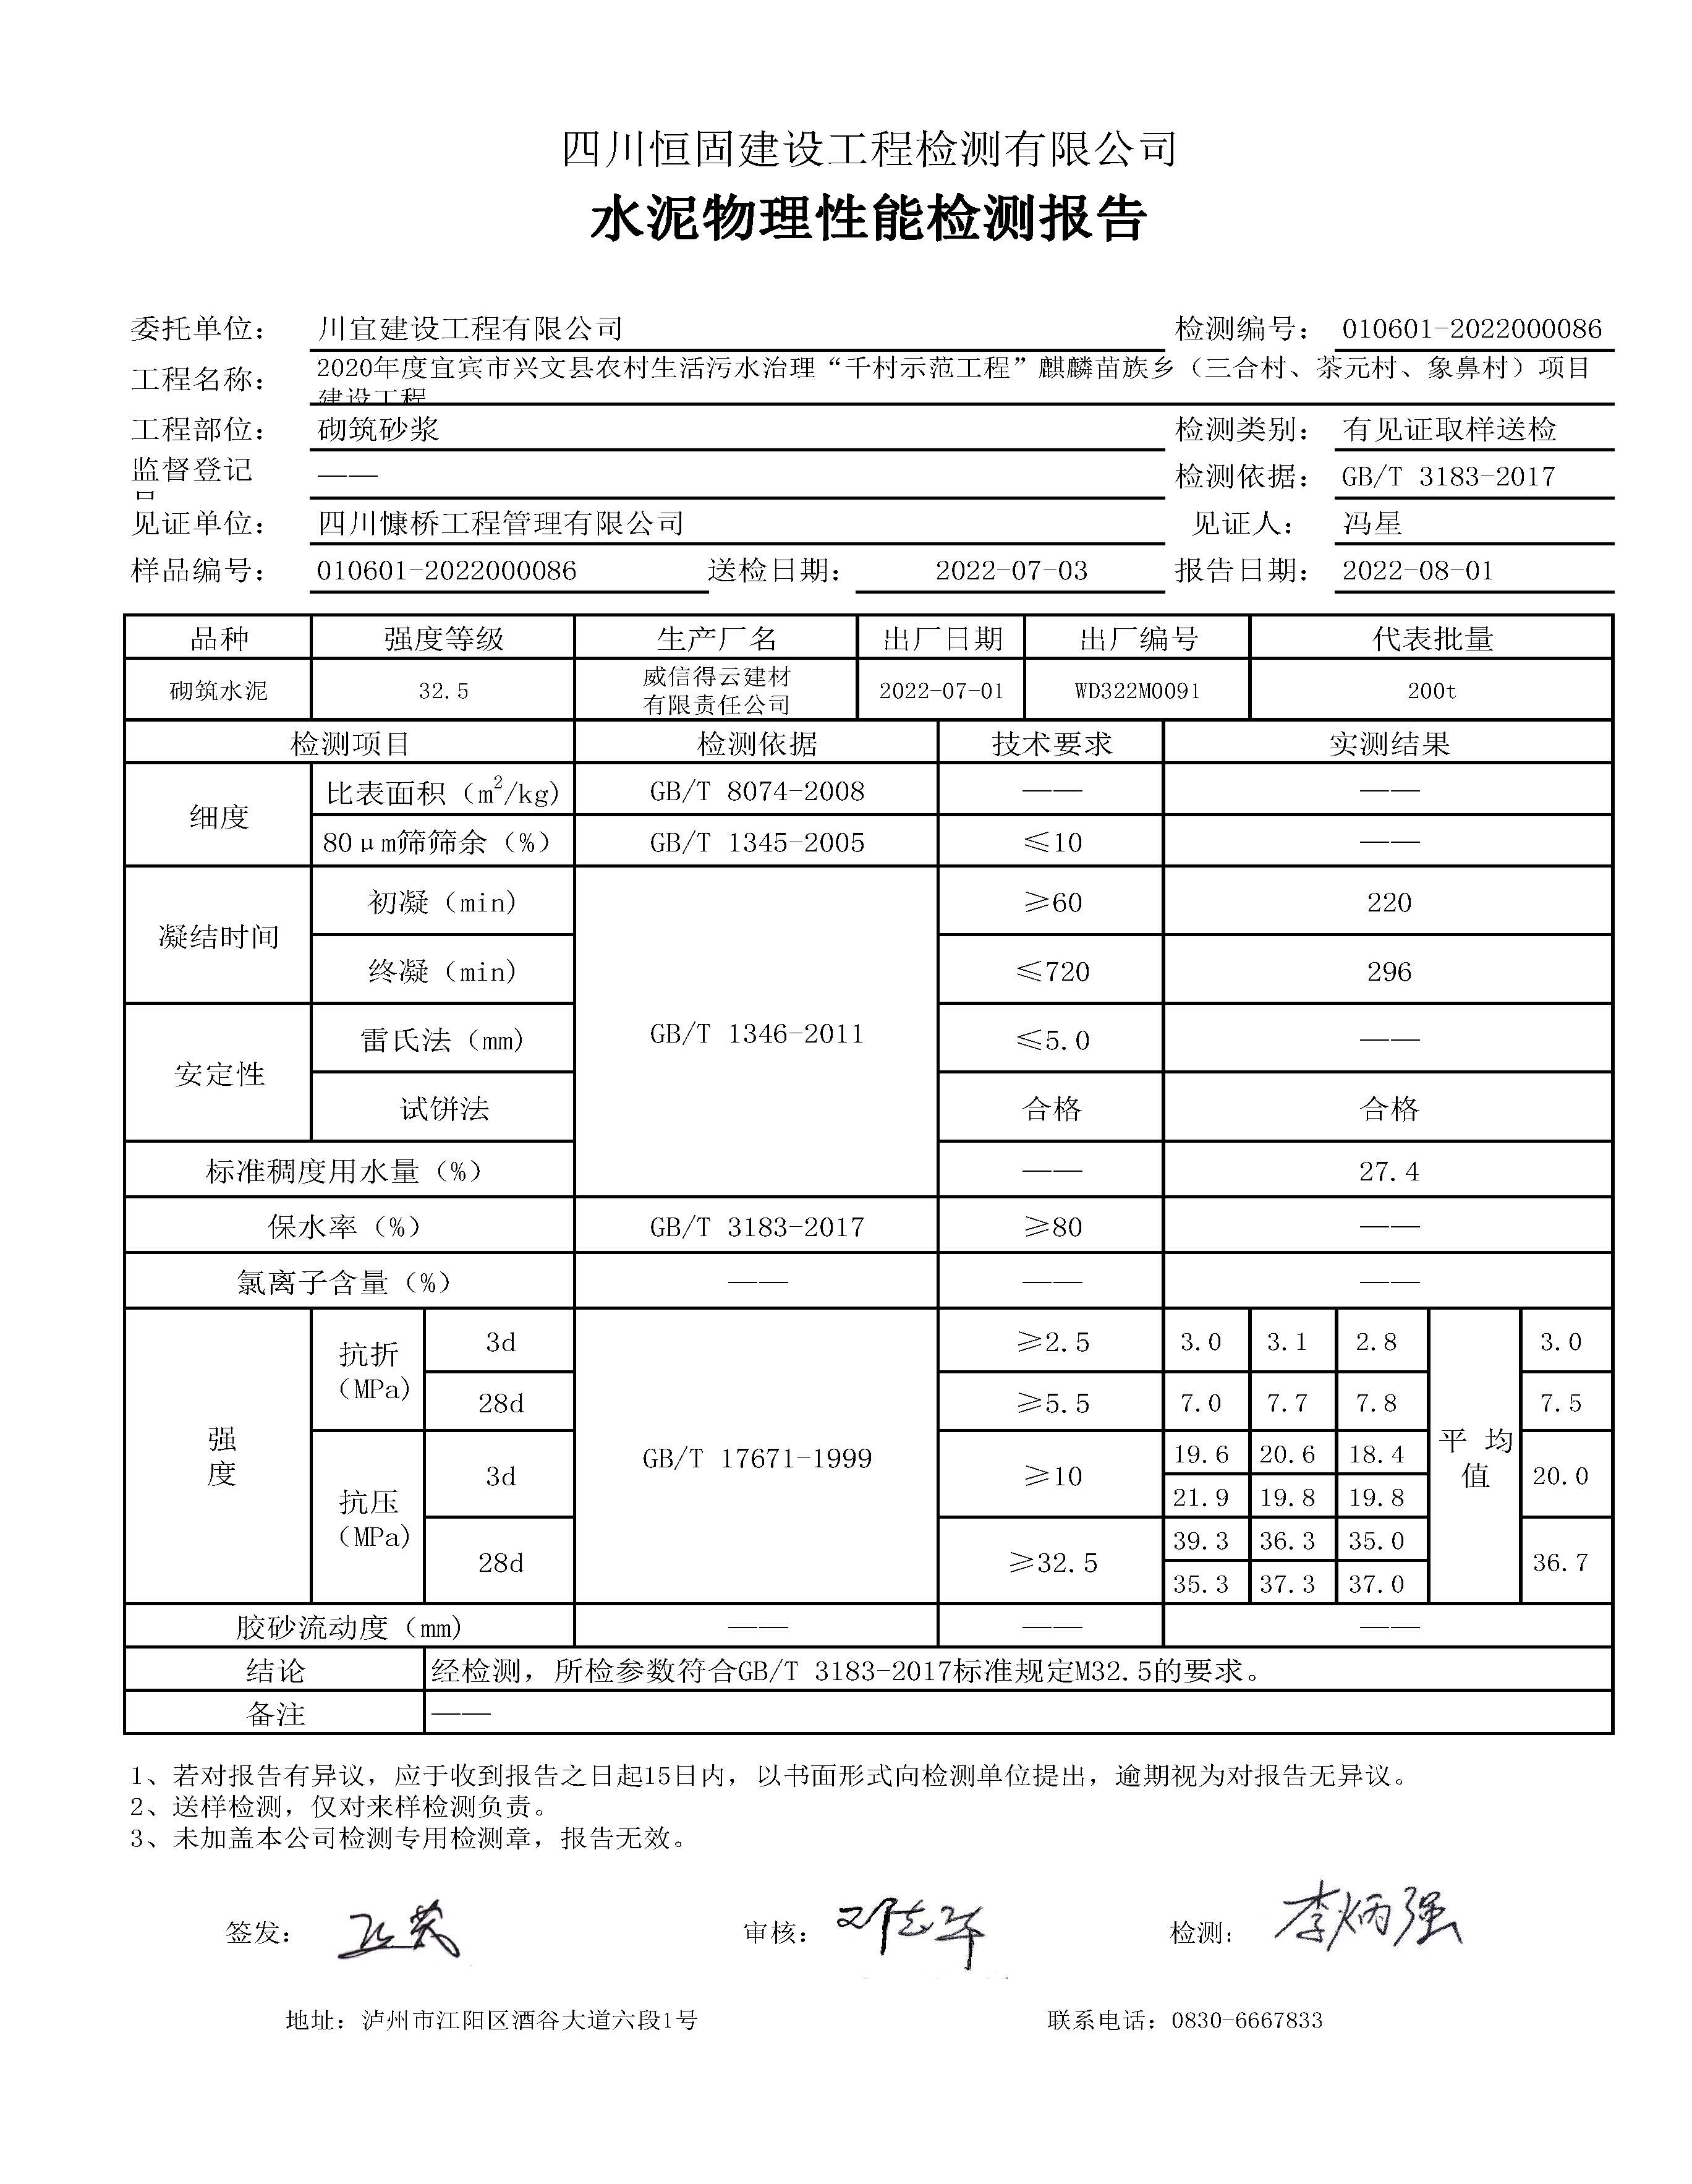 四川恒固建设工程检测有限公司
水泥物理性能检测报告
委托单位： 川宜建设工程有限公司 检测编号： 010601-2022000086
工程名称： 2020年度宜宾市兴文县农村生活污水治理“千村示范工程”麒麟苗族乡（三合村、茶元村、象鼻村）项目
建设工程
工程部位： 砌筑砂浆 检测类别： 有见证取样送检
监督登记 —— 检测依据： GB/T 3183-2017
见证单位： 四川慷桥工程管理有限公司 见证人： 冯星
样品编号： 010601-2022000086 送检日期： 2022-07-03 报告日期： 2022-08-01
品种 强度等级 生产厂名 出厂日期 出厂编号 代表批量
砌筑水泥 32.5 威信得云建材有限责任公司 2022-07-01 WD322M0091 200t
检测项目 检测依据 技术要求 实测结果
细度 比表面积（m²/kg） GB/T 8074-2008 —— ——
80μm筛筛余（%） GB/T 1345-2005 ≤10 ——
凝结时间 初凝（min） GB/T 1346-2011 ≥60 220
终凝（min） ≤720 296
安定性 雷氏法（mm） ≤5.0 ——
试饼法 合格 合格
标准稠度用水量（%） —— 27.4
保水率（%） GB/T 3183-2017 ≥80 ——
氯离子含量（%） —— —— ——
强度 抗折（MPa） 3d GB/T 17671-1999 ≥2.5 3.0 3.1 2.8 平均值 3.0
28d ≥5.5 7.0 7.7 7.8 7.5
抗压（MPa） 3d ≥10 19.6 20.6 18.4 20.0
21.9 19.8 19.8
28d ≥32.5 39.3 36.3 35.0 36.7
35.3 37.3 37.0
胶砂流动度（mm） —— —— ——
结论 经检测，所检参数符合GB/T 3183-2017标准规定M32.5的要求。
备注 ——
1、若对报告有异议，应于收到报告之日起15日内，以书面形式向检测单位提出，逾期视为对报告无异议。
2、送样检测，仅对来样检测负责。
3、未加盖本公司检测专用检测章，报告无效。
签发： 审核： 邓志华 检测： 李炳强
地址：泸州市江阳区酒谷大道六段1号 联系电话：0830-6667833